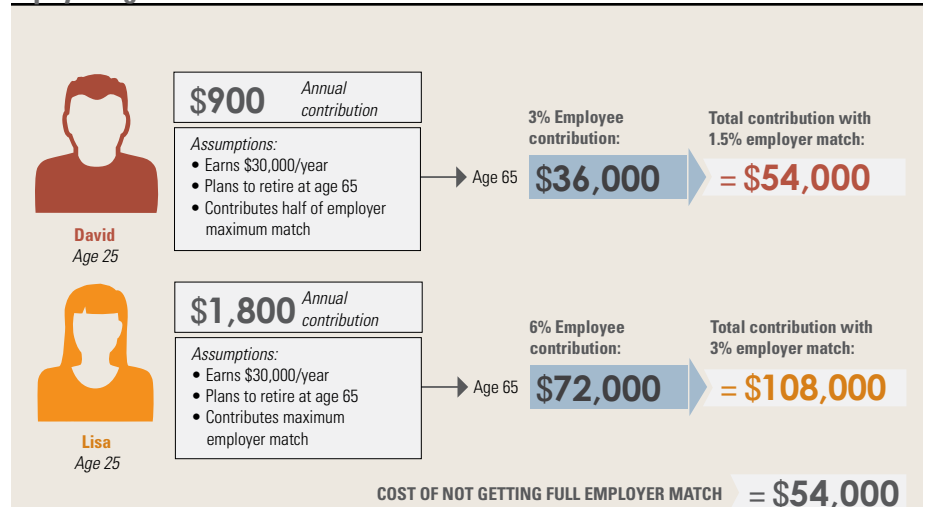 $900 Annual
contribution
Assumptions:
• Earns $30,000/year
• Plans to retire at age 65
• Contributes half of employer
maximum match
David
Age 25
Age 65
3% Employee
contribution:
$36,000
Total contribution with
1.5% employer match:
= $54,000
$1,800 Annual
contribution
Assumptions:
• Earns $30,000/year
• Plans to retire at age 65
• Contributes maximum
employer match
Lisa
Age 25
Age 65
6% Employee
contribution:
$72,000
Total contribution with
3% employer match:
= $108,000
COST OF NOT GETTING FULL EMPLOYER MATCH = $54,000